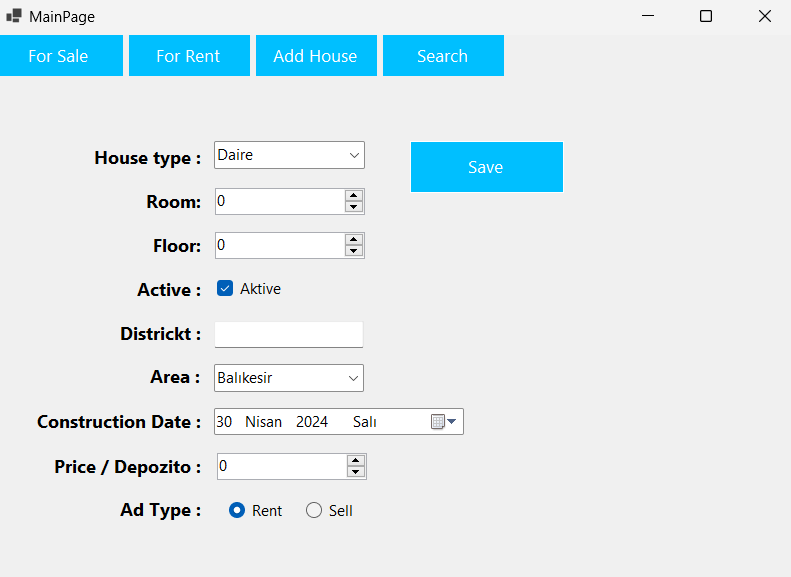 MainPage
For Sale For Rent Add House Search
House type : Daire Save
Room: 0
Floor: 0
Active : Aktive
Districkt :
Area : Balıkesir
Construction Date : 30 Nisan 2024 Salı
Price / Depozito : 0
Ad Type : Rent Sell